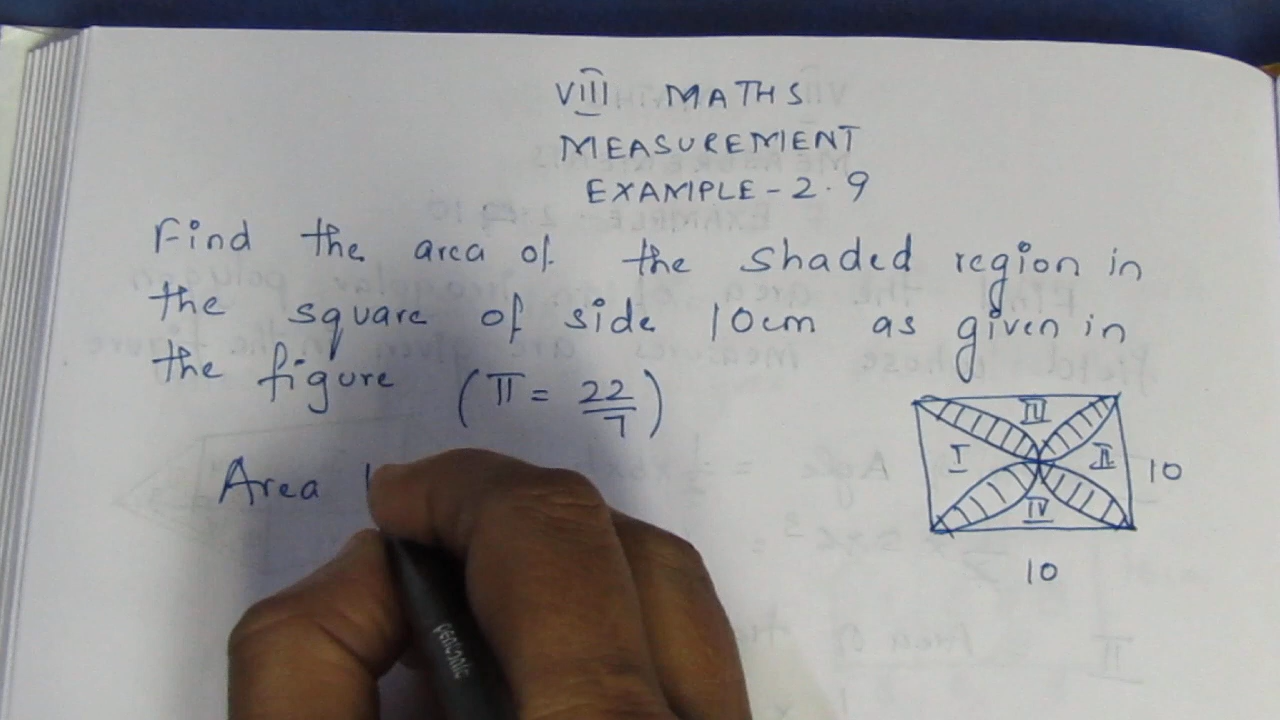 VIII MATHS
MEASUREMENT
EXAMPLE - 2.9
Find the area of the shaded region in
the square of side 10cm as given in
the figure (π = 22/7)
III
I II
IV
10
10
Area